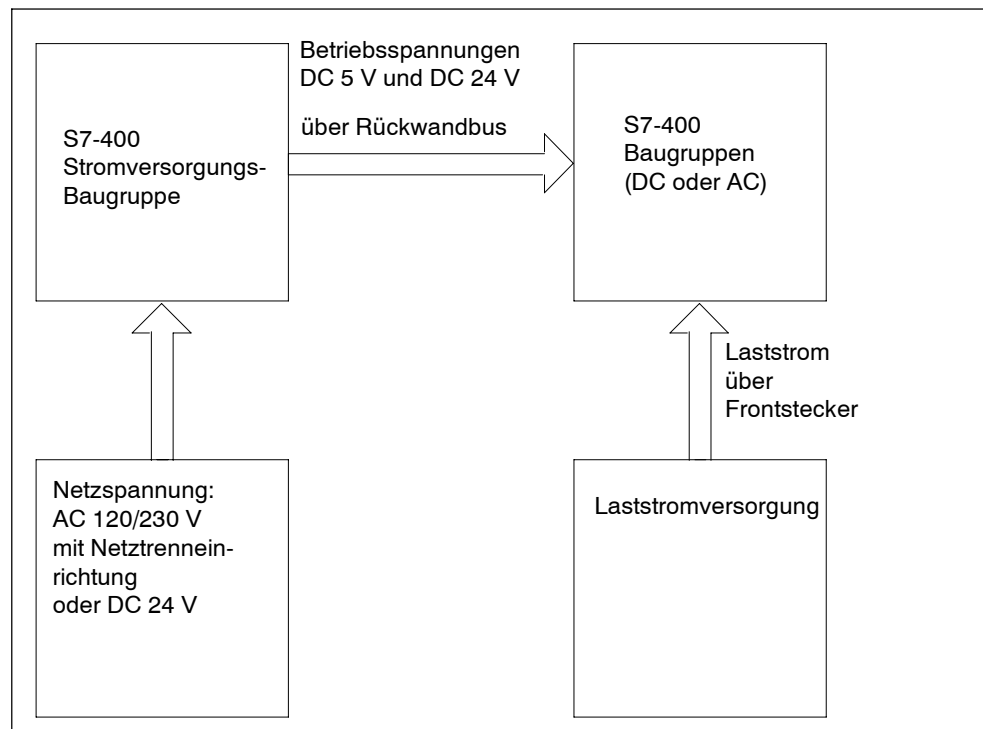 Betriebsspannungen
DC 5 V und DC 24 V
über Rückwandbus
S7-400
Stromversorgungs-
Baugruppe
S7-400
Baugruppen
(DC oder AC)
Laststrom
über
Frontstecker
Netzspannung:
AC 120/230 V
mit Netztrennein-
richtung
oder DC 24 V
Laststromversorgung